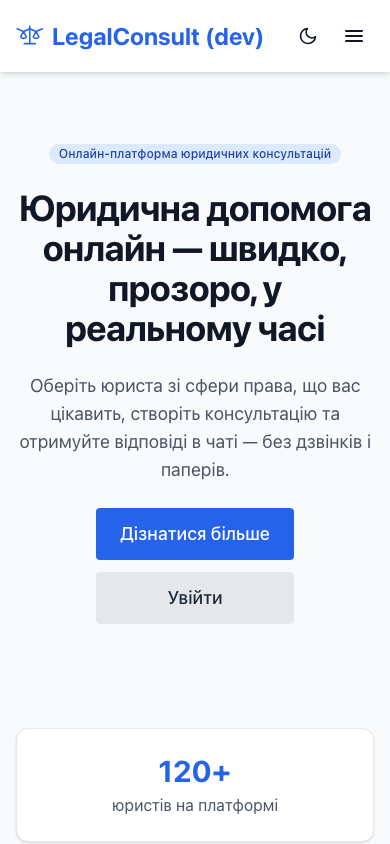 LegalConsult (dev)
Онлайн-платформа юридичних консультацій
Юридична допомога
онлайн — швидко,
прозоро, у
реальному часі
Оберіть юриста зі сфери права, що вас
цікавить, створіть консультацію та
отримуйте відповіді в чаті — без дзвінків і
паперів.
Дізнатися більше
Увійти
120+
юристів на платформі